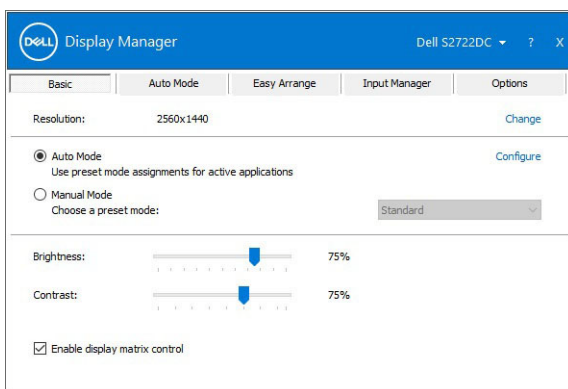 DELL Display Manager Dell S2722DC ? X
Basic Auto Mode Easy Arrange Input Manager Options
Resolution: 2560x1440 Change
Auto Mode Configure
Use preset mode assignments for active applications
Manual Mode
Choose a preset mode: Standard
Brightness: 75%
Contrast: 75%
Enable display matrix control